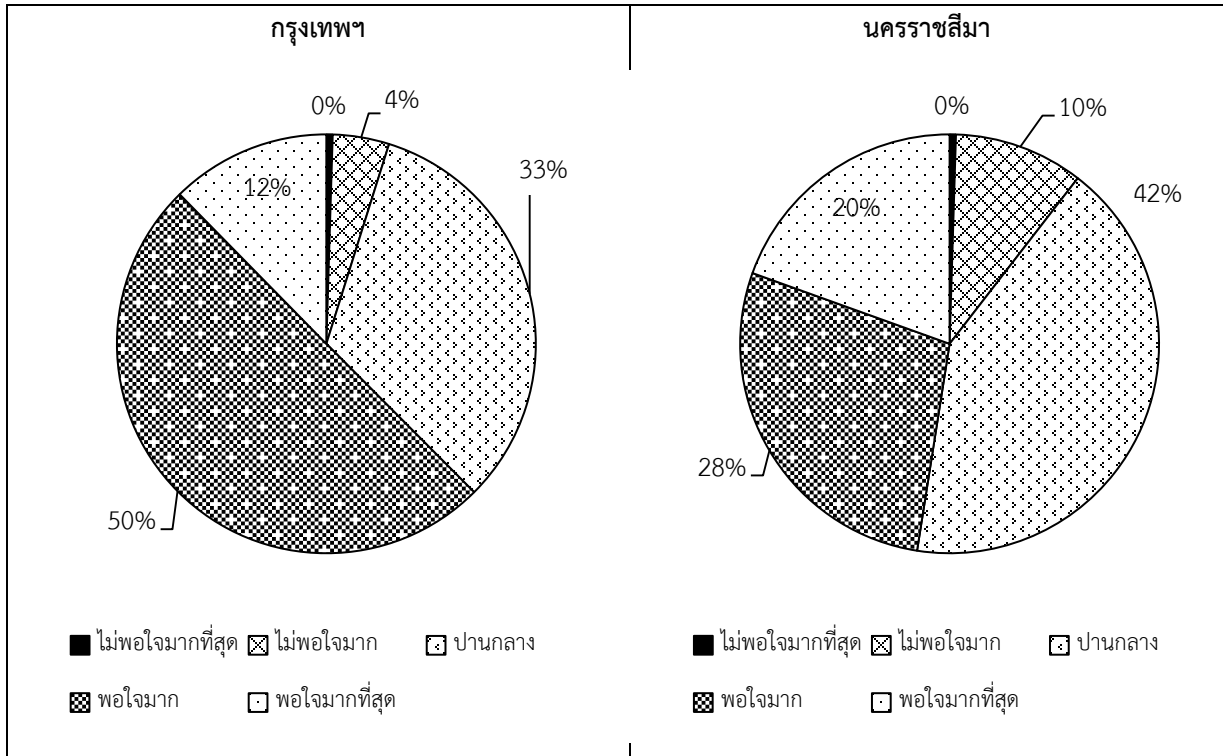 กรุงเทพฯ
0%
4%
33%
12%
50%
ไม่พอใจมากที่สุด ไม่พอใจมาก ปานกลาง
พอใจมาก พอใจมากที่สุด
นครราชสีมา
0%
10%
42%
20%
28%
ไม่พอใจมากที่สุด ไม่พอใจมาก ปานกลาง
พอใจมาก พอใจมากที่สุด